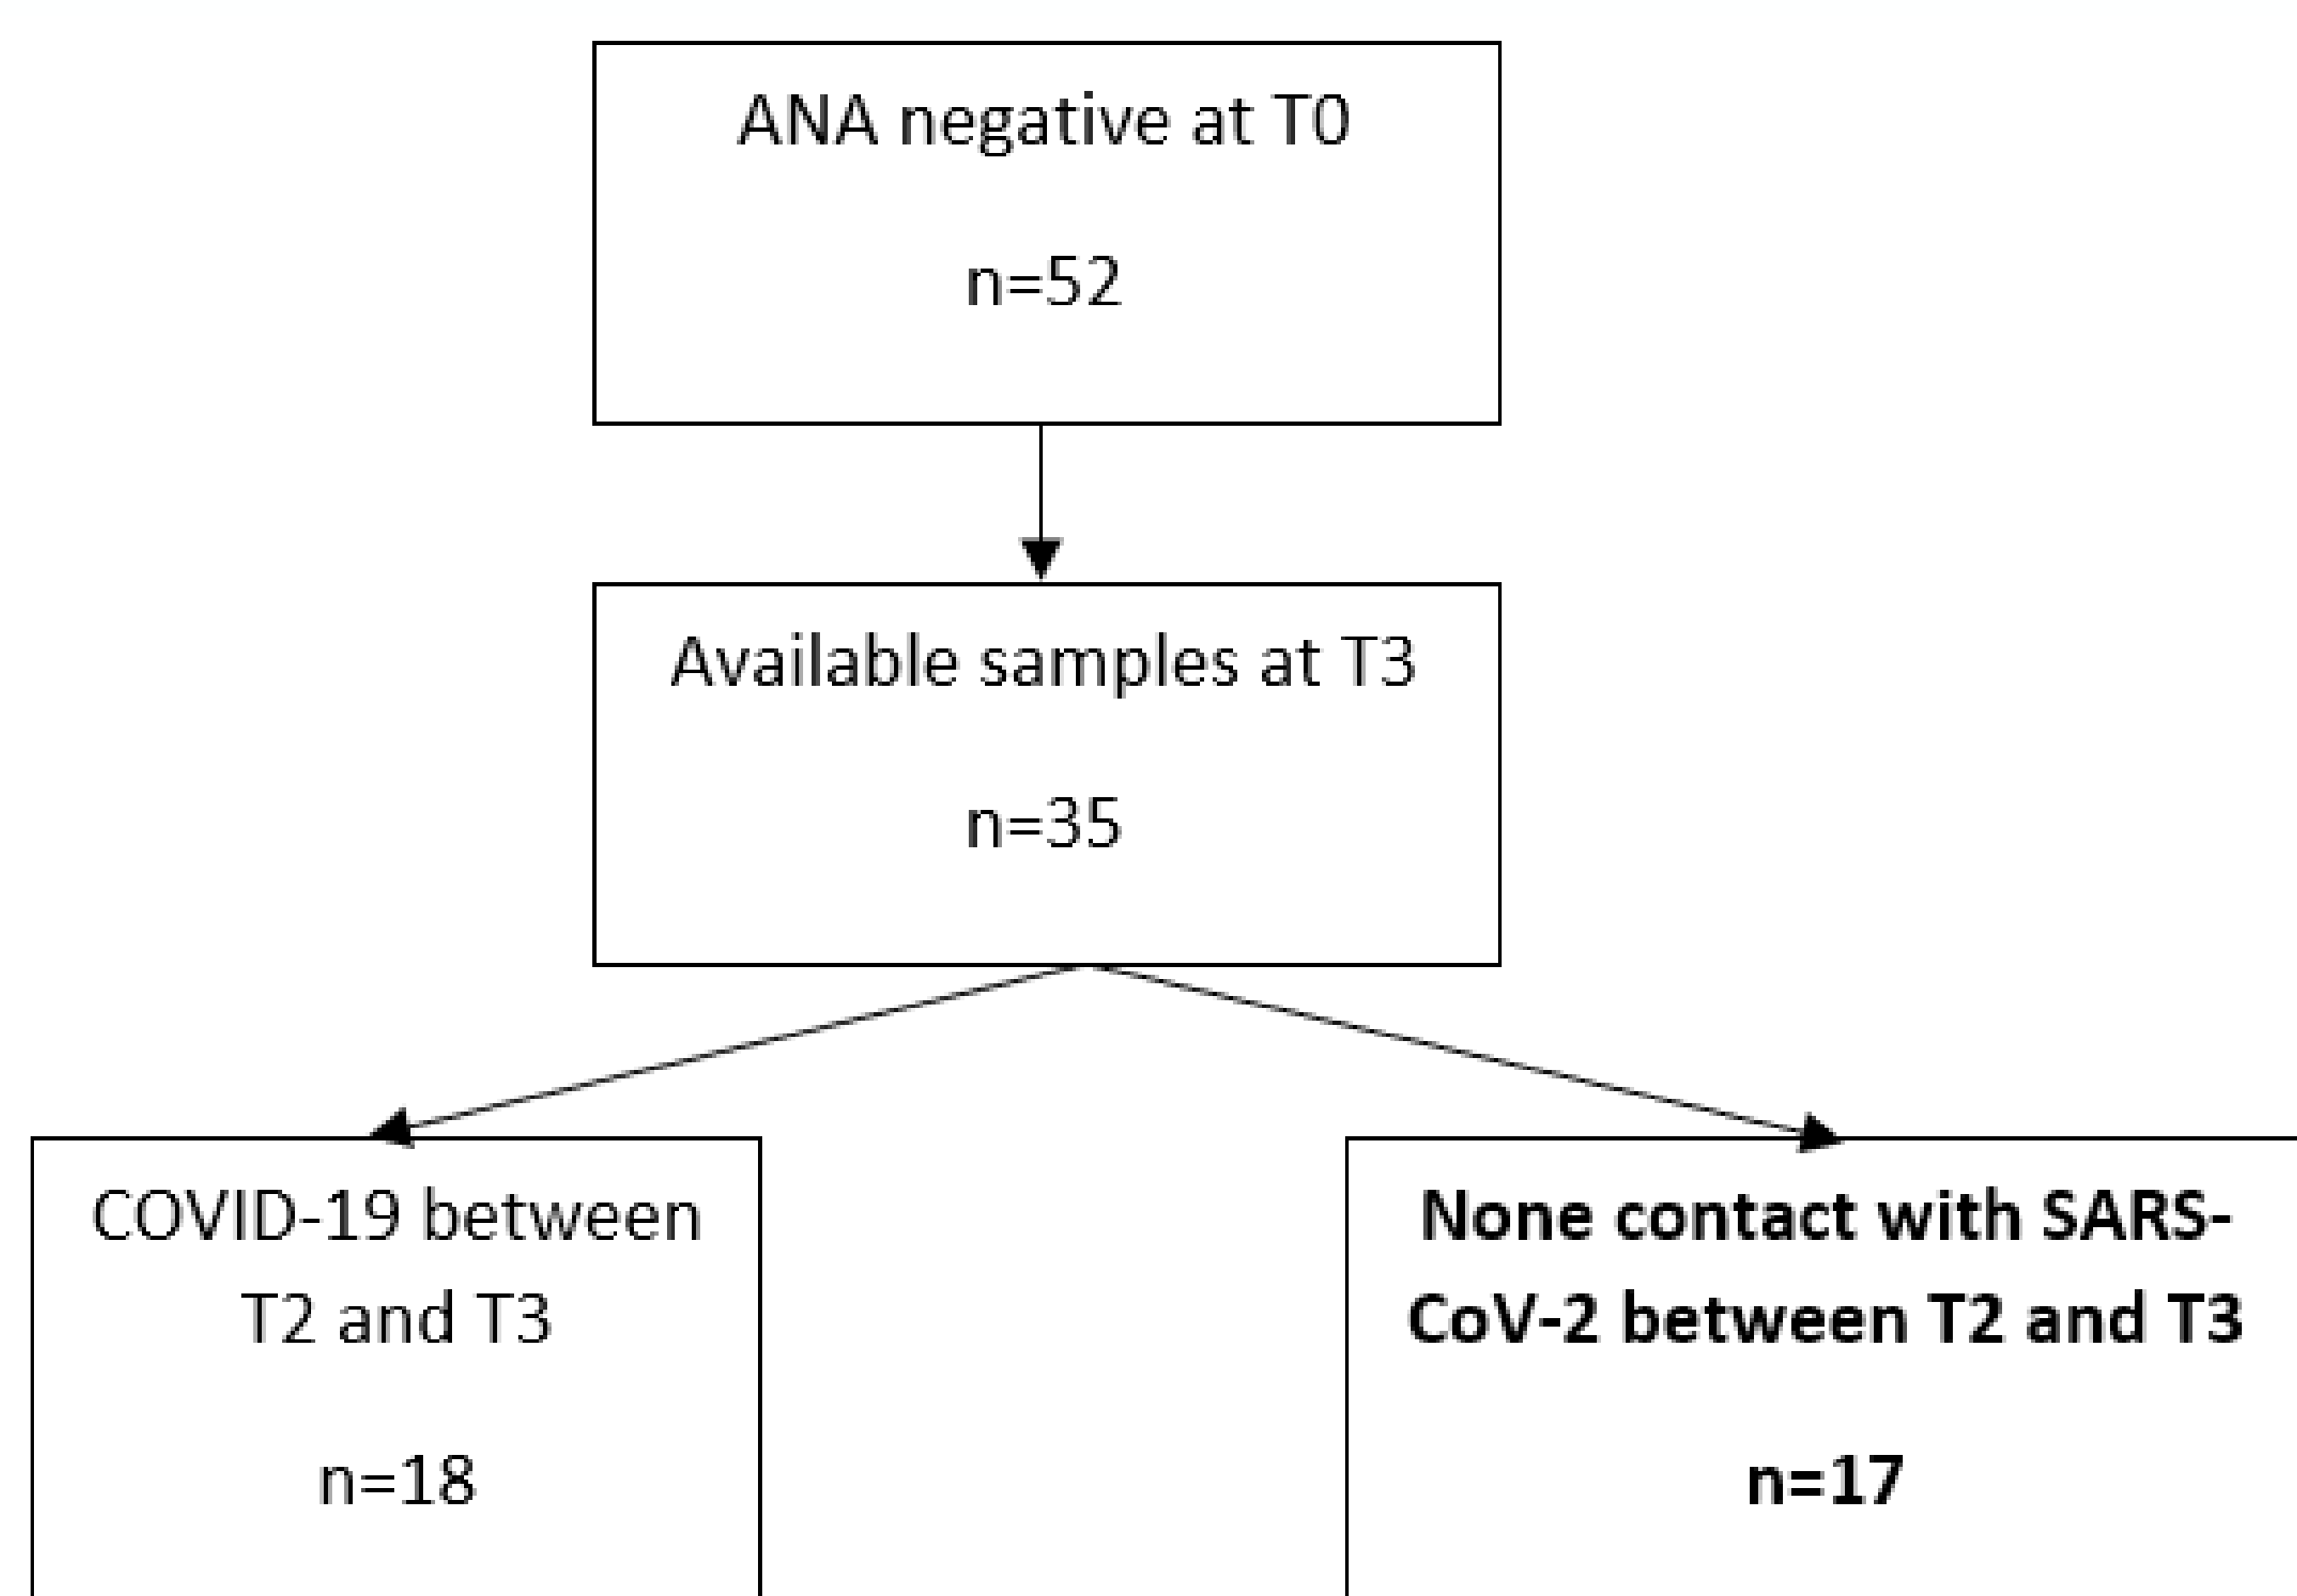 ANA negative at T0
n=52
Available samples at T3
n=35
COVID-19 between
T2 and T3
n=18
None contact with SARS-
CoV-2 between T2 and T3
n=17